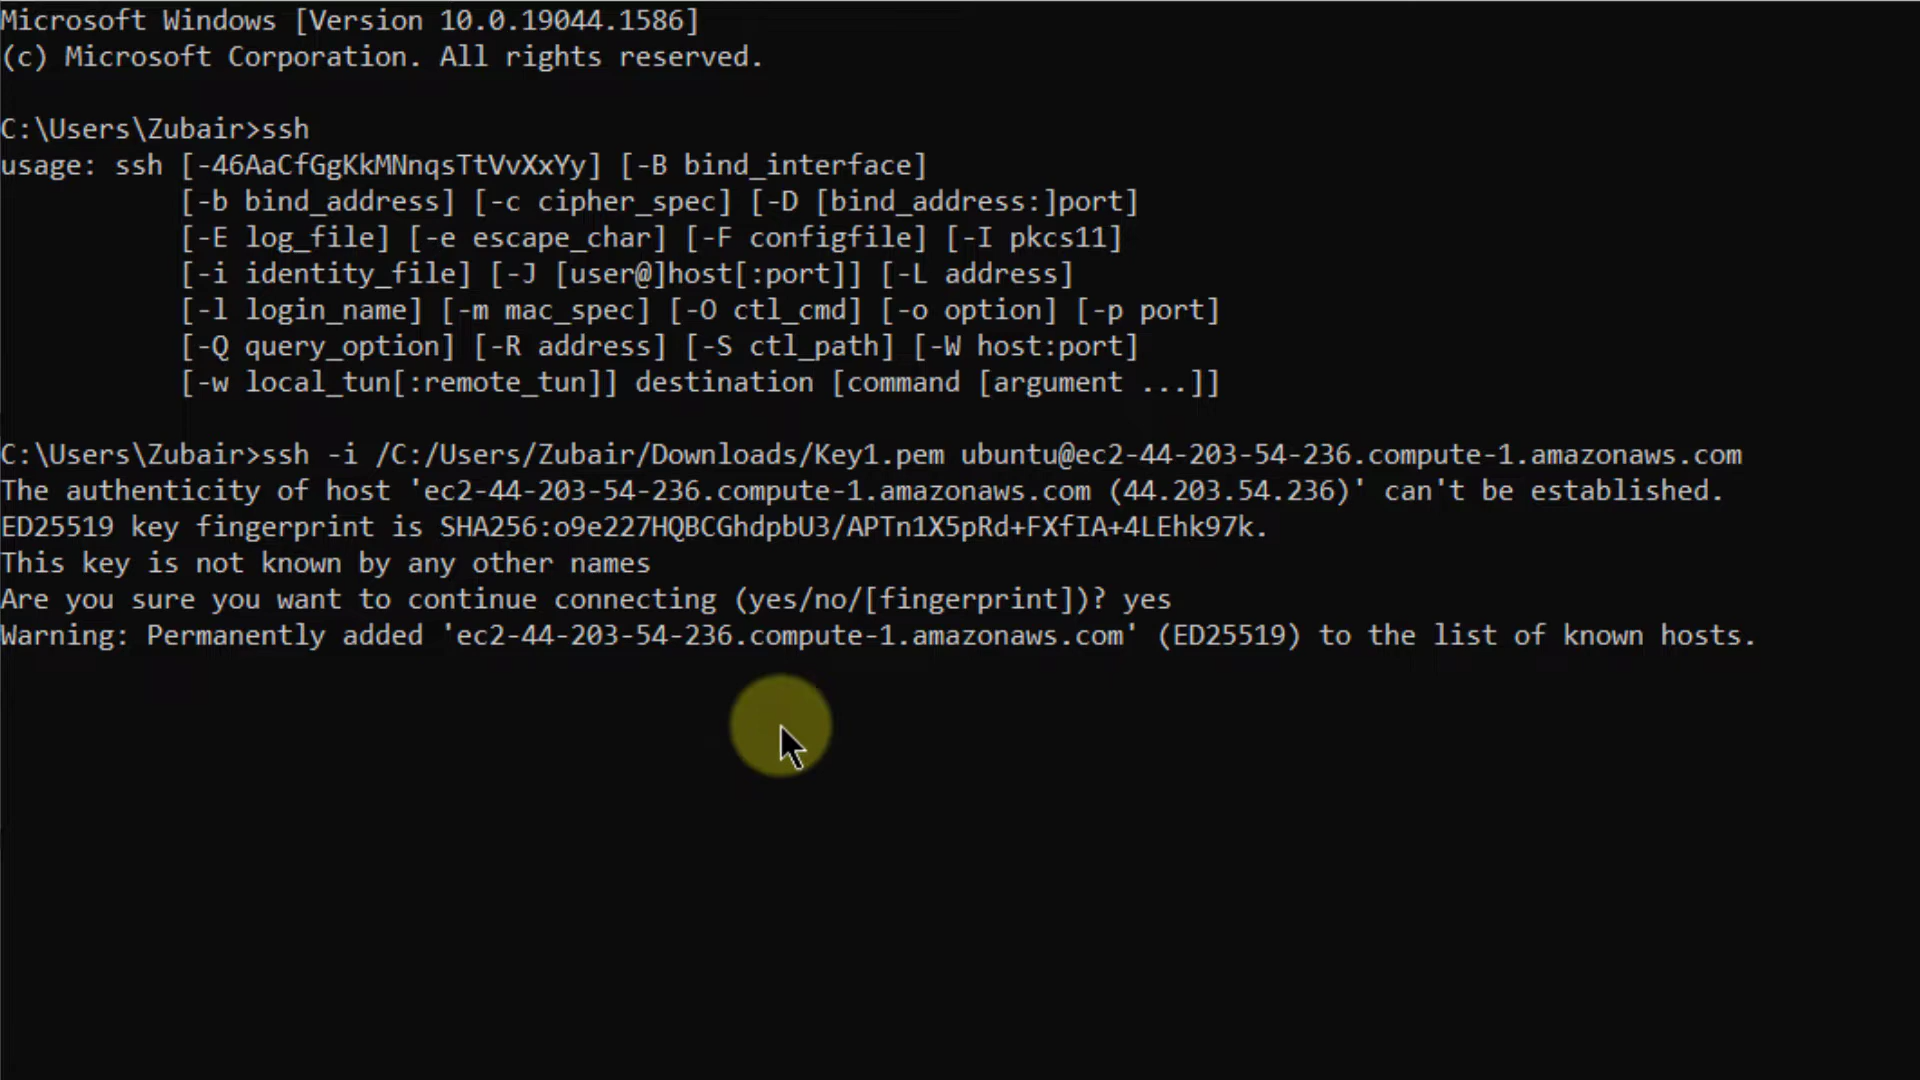 Microsoft Windows [Version 10.0.19044.1586]
(c) Microsoft Corporation. All rights reserved.
C:\Users\Zubair>ssh
usage: ssh [-46AaCfGgKkMNnqsTtVvXxYy] [-B bind_interface]
[-b bind_address] [-c cipher_spec] [-D [bind_address:]port]
[-E log_file] [-e escape_char] [-F configfile] [-I pkcs11]
[-i identity_file] [-J [user@]host[:port]] [-L address]
[-l login_name] [-m mac_spec] [-O ctl_cmd] [-o option] [-p port]
[-Q query_option] [-R address] [-S ctl_path] [-W host:port]
[-w local_tun[:remote_tun]] destination [command [argument ...]]
C:\Users\Zubair>ssh -i /C:/Users/Zubair/Downloads/Key1.pem ubuntu@ec2-44-203-54-236.compute-1.amazonaws.com
The authenticity of host 'ec2-44-203-54-236.compute-1.amazonaws.com (44.203.54.236)' can't be established.
ED25519 key fingerprint is SHA256:o9e227HQBCGhdpbU3/APTn1X5pRd+FXfIA+4LEhk97k.
This key is not known by any other names
Are you sure you want to continue connecting (yes/no/[fingerprint])? yes
Warning: Permanently added 'ec2-44-203-54-236.compute-1.amazonaws.com' (ED25519) to the list of known hosts.